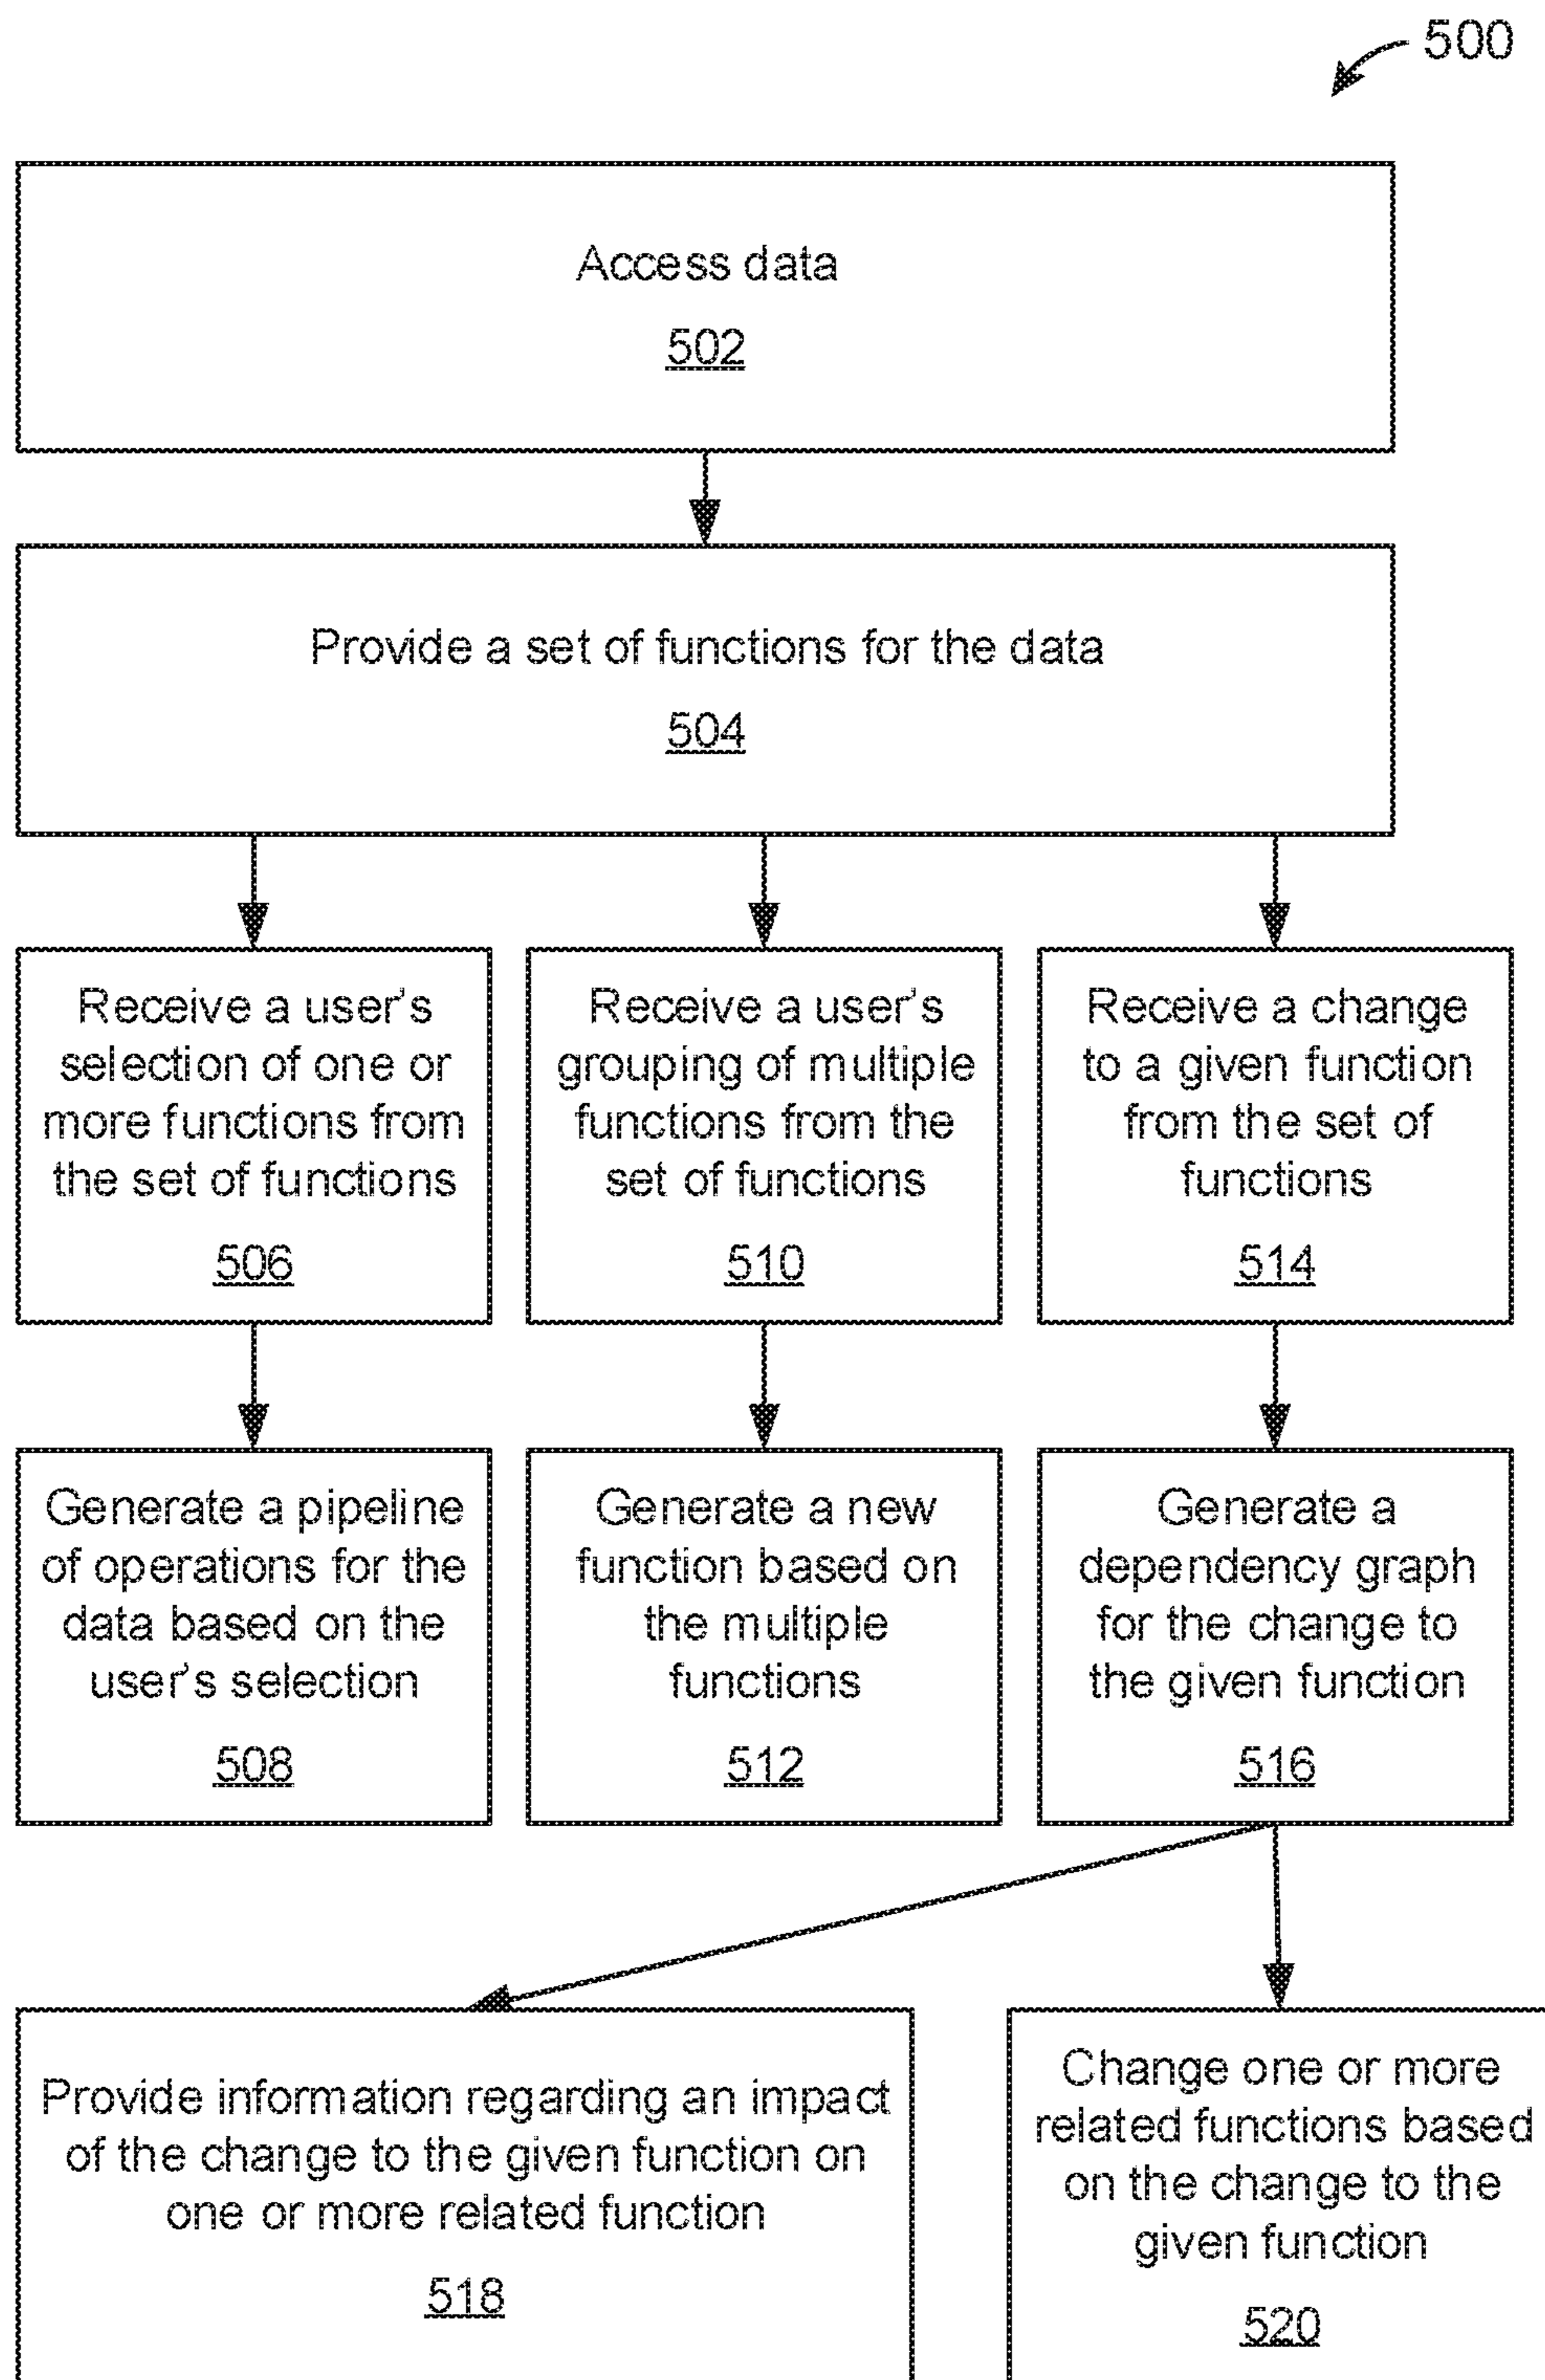 500
Access data
502
Provide a set of functions for the data
504
Receive a user's
selection of one or
more functions from
the set of functions
506
Receive a user's
grouping of multiple
functions from the
set of functions
510
Receive a change
to a given function
from the set of
functions
514
Generate a pipeline
of operations for the
data based on the
user's selection
508
Generate a new
function based on
the multiple
functions
512
Generate a
dependency graph
for the change to
the given function
516
Provide information regarding an impact
of the change to the given function on
one or more related function
518
Change one or more
related functions based
on the change to the
given function
520